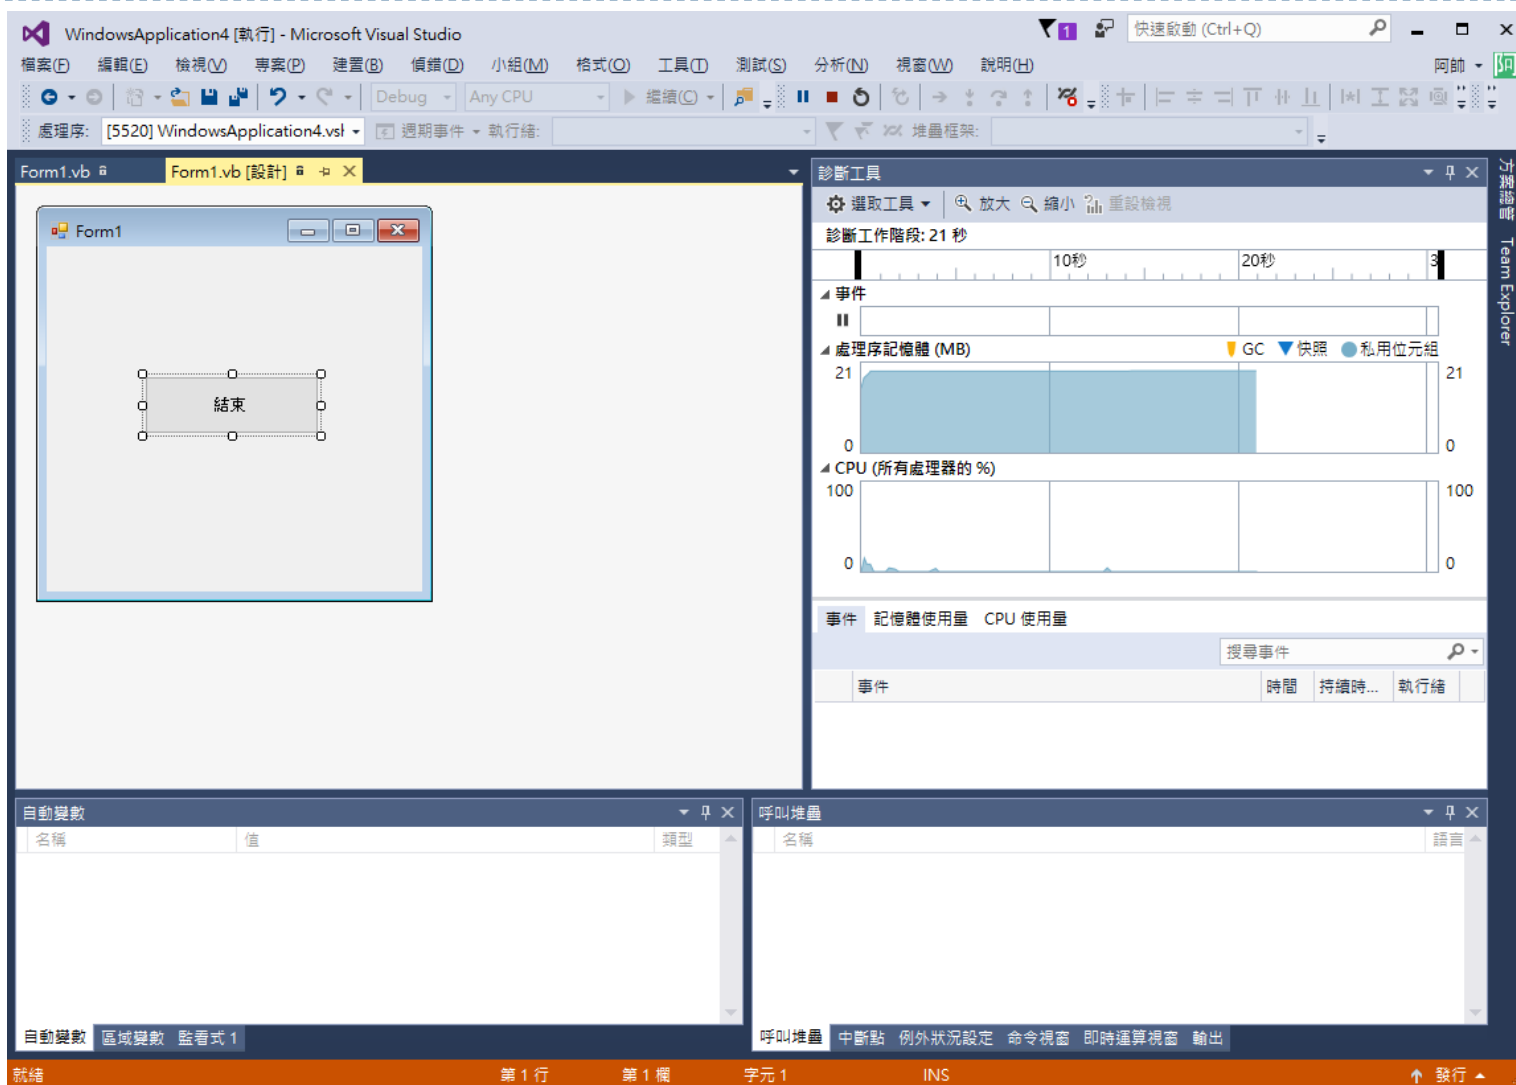 WindowsApplication4 [執行] - Microsoft Visual Studio
1
快速啟動 (Ctrl+Q)
檔案(F) 編輯(E) 檢視(V) 專案(P) 建置(B) 偵錯(D) 小組(M) 格式(O) 工具(T) 測試(S) 分析(N) 視窗(W) 說明(H)
阿帥
阿
Debug Any CPU 繼續(C)
處理序: [5520] WindowsApplication4.vsh 週期事件 執行緒: 堆疊框架:
Form1.vb Form1.vb [設計]
Form1
結束
診斷工具
選取工具 放大 縮小 重設檢視
診斷工作階段: 21 秒
10秒 20秒 3
事件
處理序記憶體 (MB) GC 快照 私用位元組
21 21
0 0
CPU (所有處理器的 %)
100 100
0 0
事件 記憶體使用量 CPU 使用量
搜尋事件
事件 時間 持續時... 執行緒
方案總管
Team Explorer
自動變數
名稱 值 類型
自動變數 區域變數 監看式 1
呼叫堆疊
名稱 語言
呼叫堆疊 中斷點 例外狀況設定 命令視窗 即時運算視窗 輸出
就緒 第 1 行 第 1 欄 字元 1 INS 發行